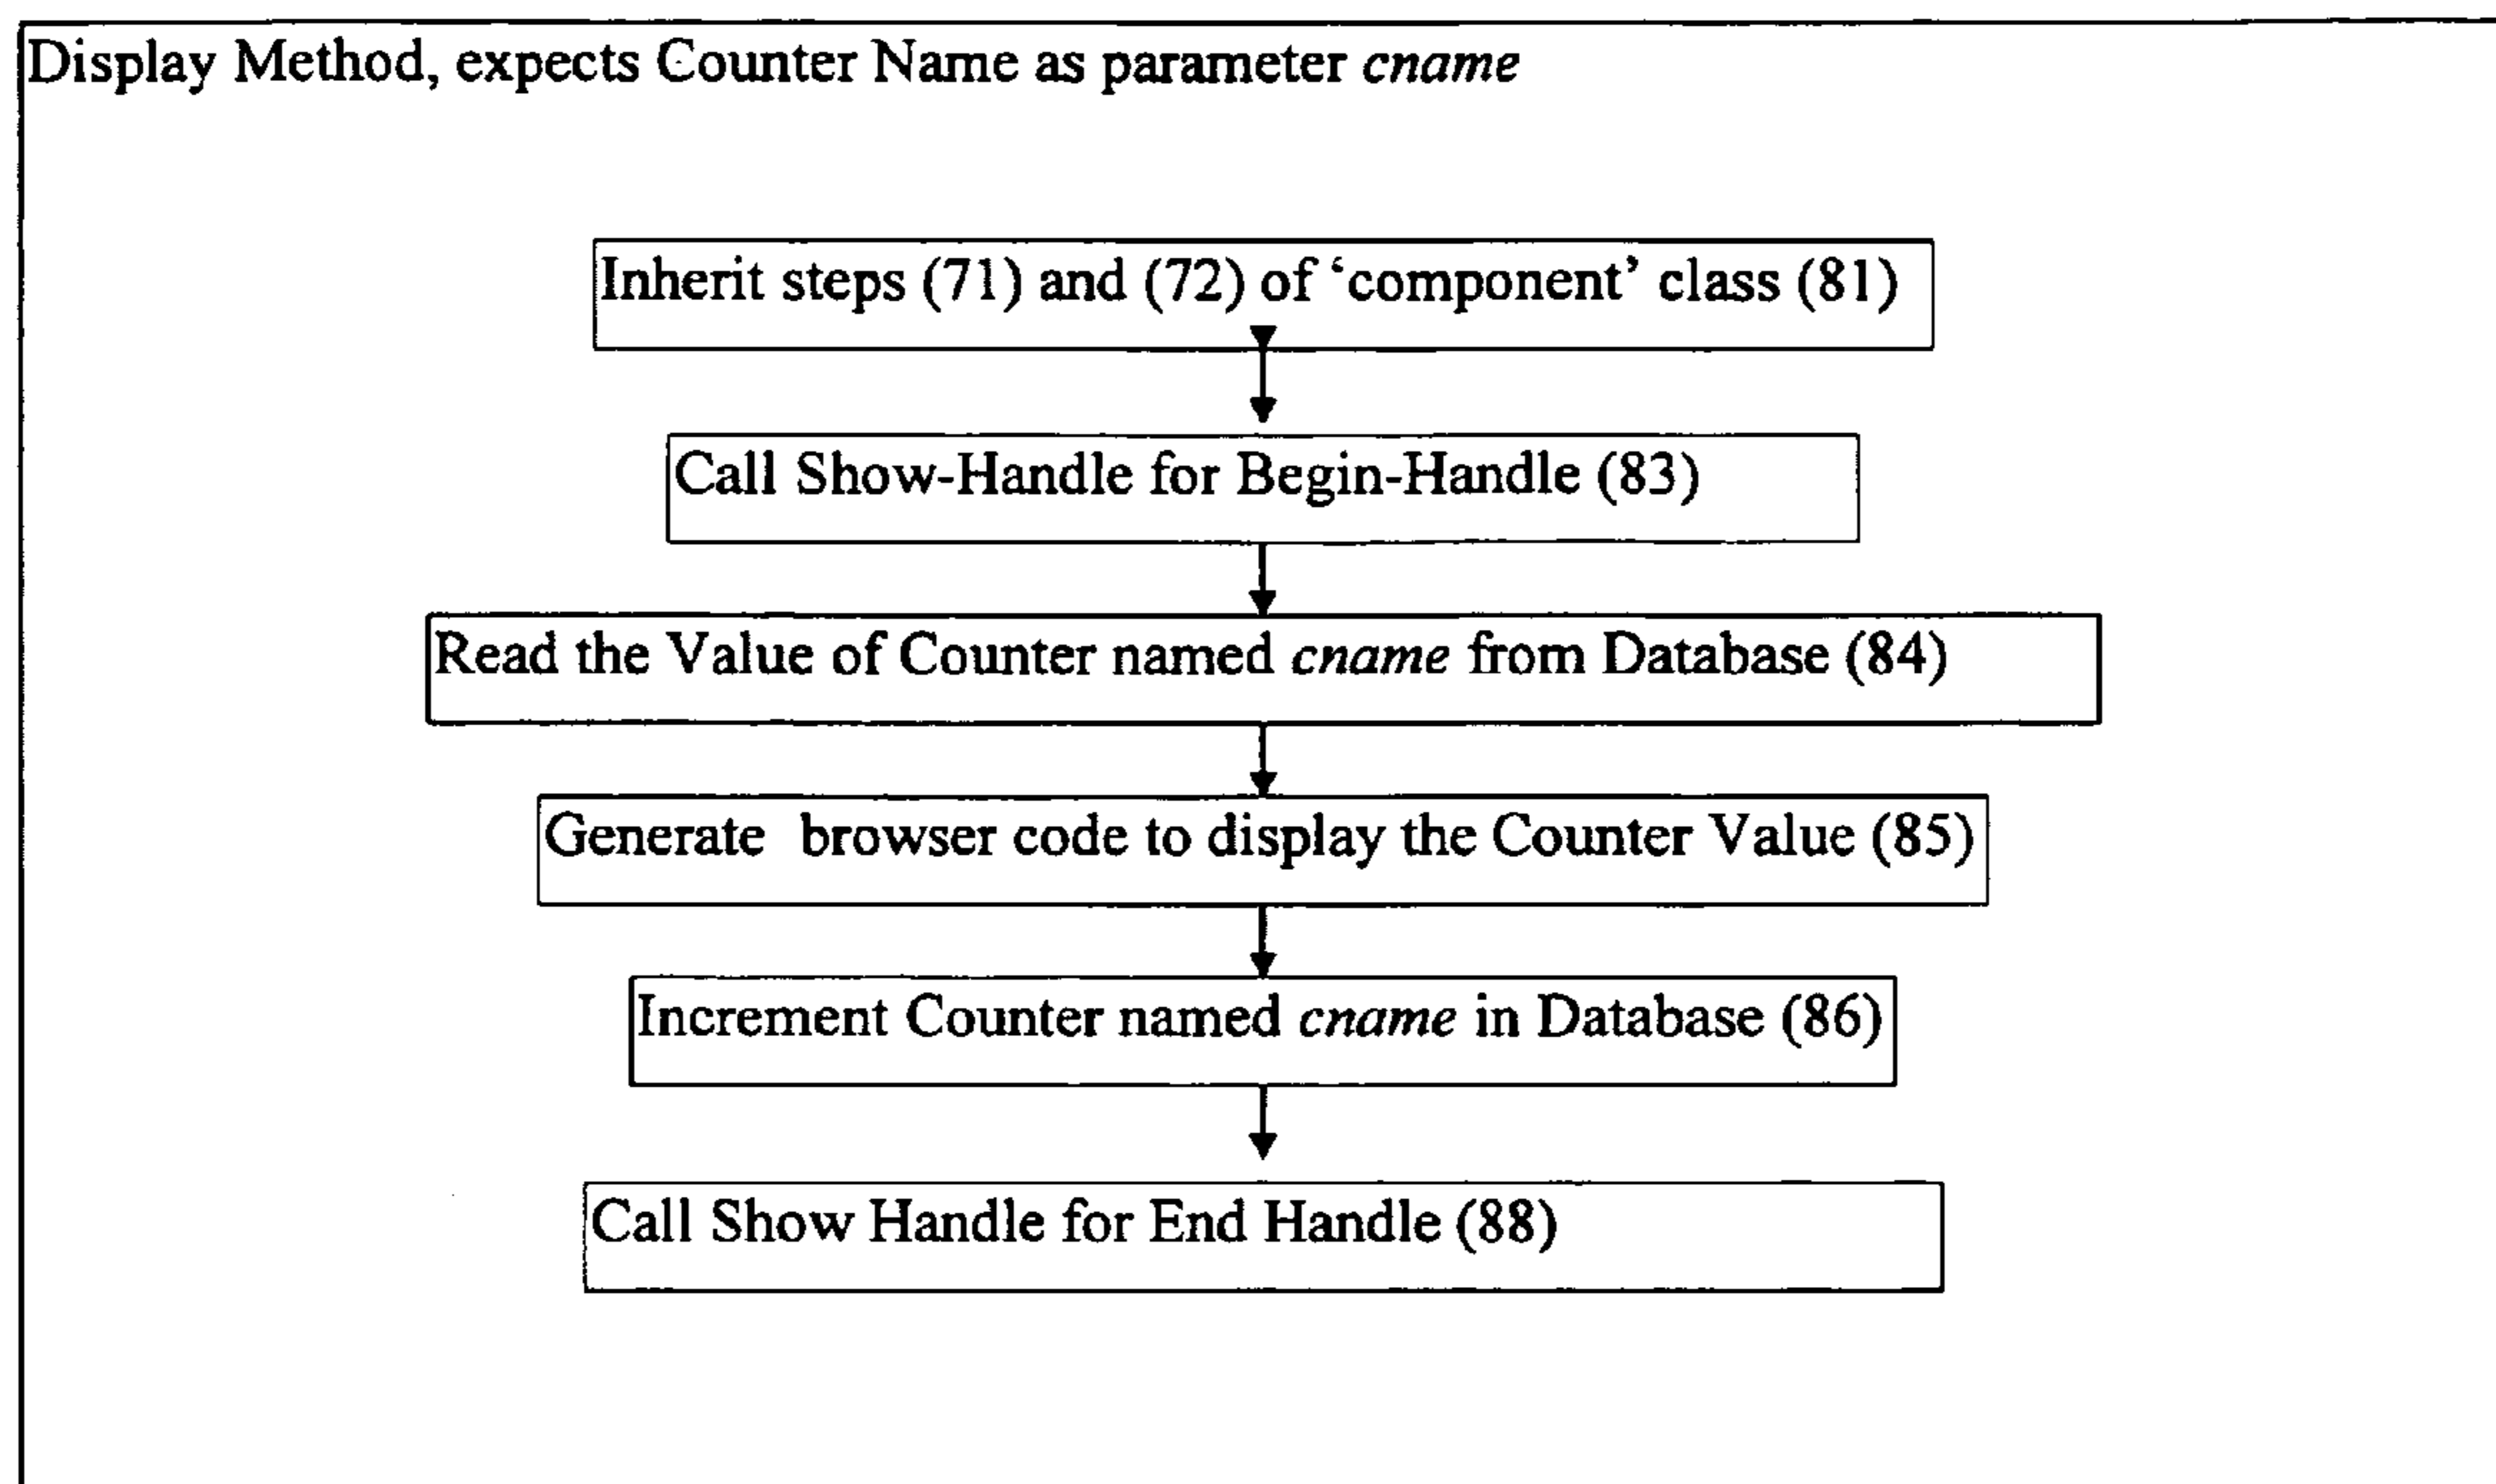 Display Method, expects Counter Name as parameter cname
Inherit steps (71) and (72) of ‘component’ class (81)
Call Show-Handle for Begin-Handle (83)
Read the Value of Counter named cname from Database (84)
Generate browser code to display the Counter Value (85)
Increment Counter named cname in Database (86)
Call Show Handle for End Handle (88)